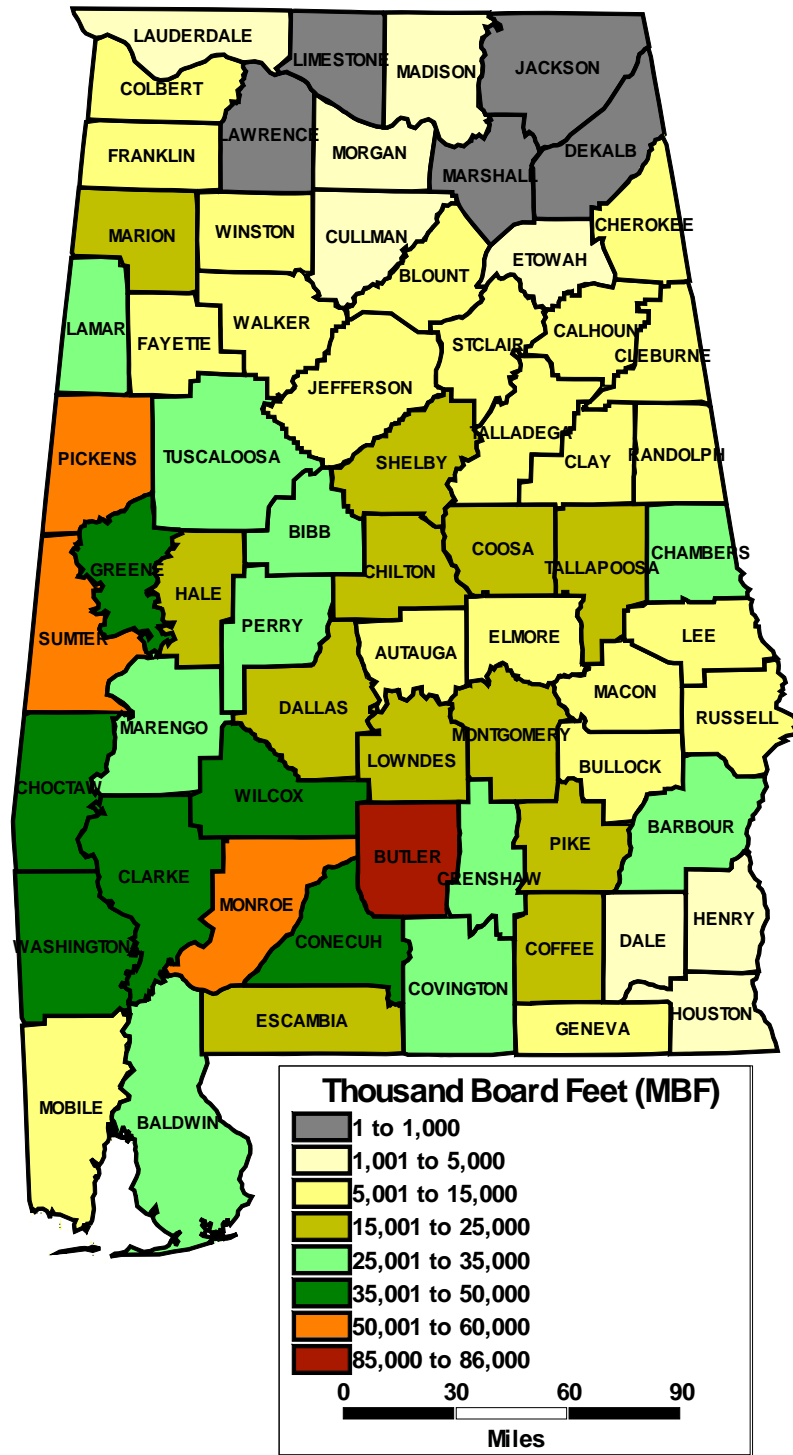 LAUDERDALE
LIMESTONE
MADISON
JACKSON
COLBERT
LAWRENCE
FRANKLIN
MORGAN
MARSHALL
DEKALB
MARION
WINSTON
CULLMAN
BLOUNT
ETOWAH
CHEROKEE
LAMAR
FAYETTE
WALKER
JEFFERSON
STCLAIR
CALHOUN
CLEBURNE
PICKENS
TUSCALOOSA
SHELBY
TALLADEGA
CLAY
RANDOLPH
BIBB
GREENE
HALE
CHILTON
COOSA
TALLAPOOSA
CHAMBERS
SUMTER
PERRY
AUTAUGA
ELMORE
LEE
MACON
MARENGO
DALLAS
LOWNDES
MONTGOMERY
RUSSELL
BULLOCK
CHOCTAW
WILCOX
BUTLER
CRENSHAW
PIKE
BARBOUR
CLARKE
MONROE
WASHINGTON
CONECUH
COVINGTON
COFFEE
DALE
HENRY
ESCAMBIA
GENEVA
HOUSTON
MOBILE
BALDWIN
Thousand Board Feet (MBF)
1 to 1,000
1,001 to 5,000
5,001 to 15,000
15,001 to 25,000
25,001 to 35,000
35,001 to 50,000
50,001 to 60,000
85,000 to 86,000
0 30 60 90
Miles